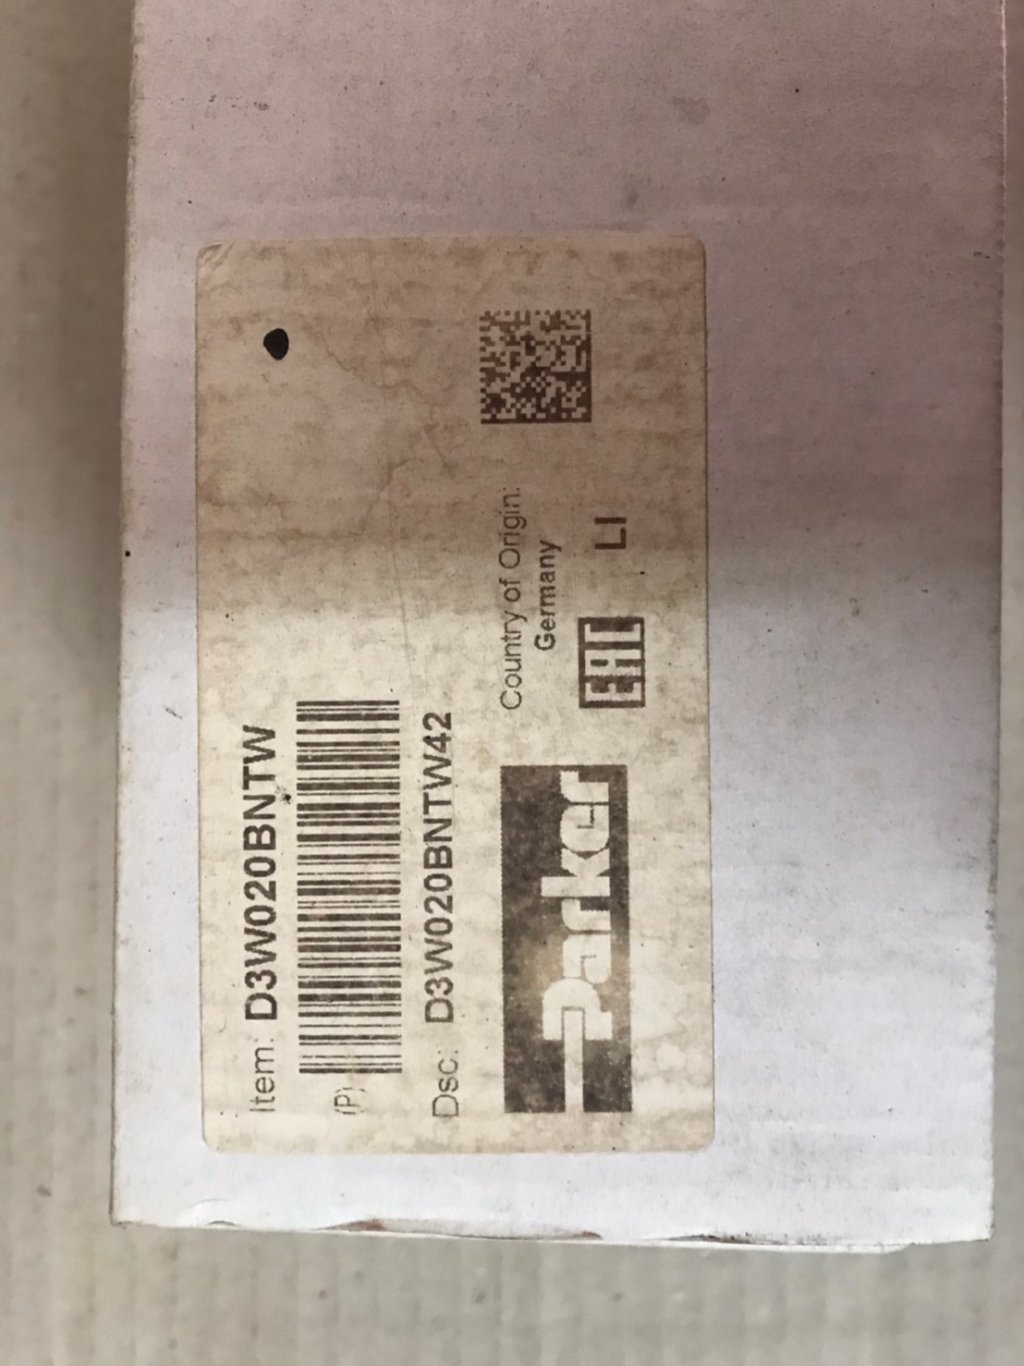 Item: D3W020BNTW
(P)
Dsc: D3W020BNTW42
Parker
Country of Origin:
Germany
EAC
LI